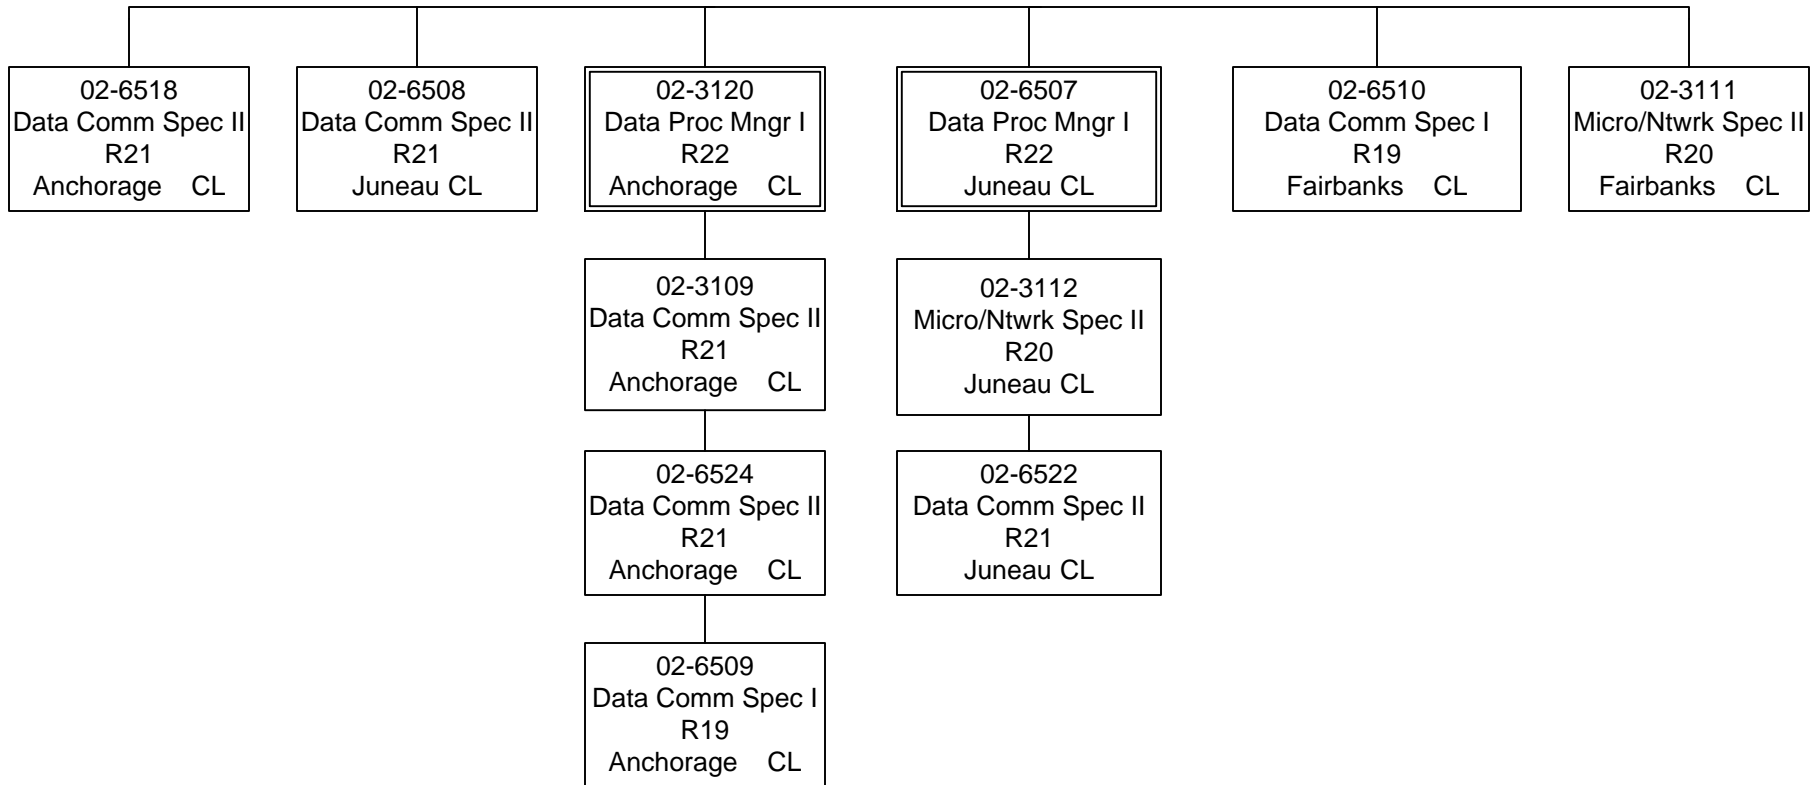 02-6518
Data Comm Spec II
R21
Anchorage CL
02-6508
Data Comm Spec II
R21
Juneau CL
02-3120
Data Proc Mngr I
R22
Anchorage CL
02-6507
Data Proc Mngr I
R22
Juneau CL
02-6510
Data Comm Spec I
R19
Fairbanks CL
02-3111
Micro/Ntwrk Spec II
R20
Fairbanks CL
02-3109
Data Comm Spec II
R21
Anchorage CL
02-3112
Micro/Ntwrk Spec II
R20
Juneau CL
02-6524
Data Comm Spec II
R21
Anchorage CL
02-6522
Data Comm Spec II
R21
Juneau CL
02-6509
Data Comm Spec I
R19
Anchorage CL